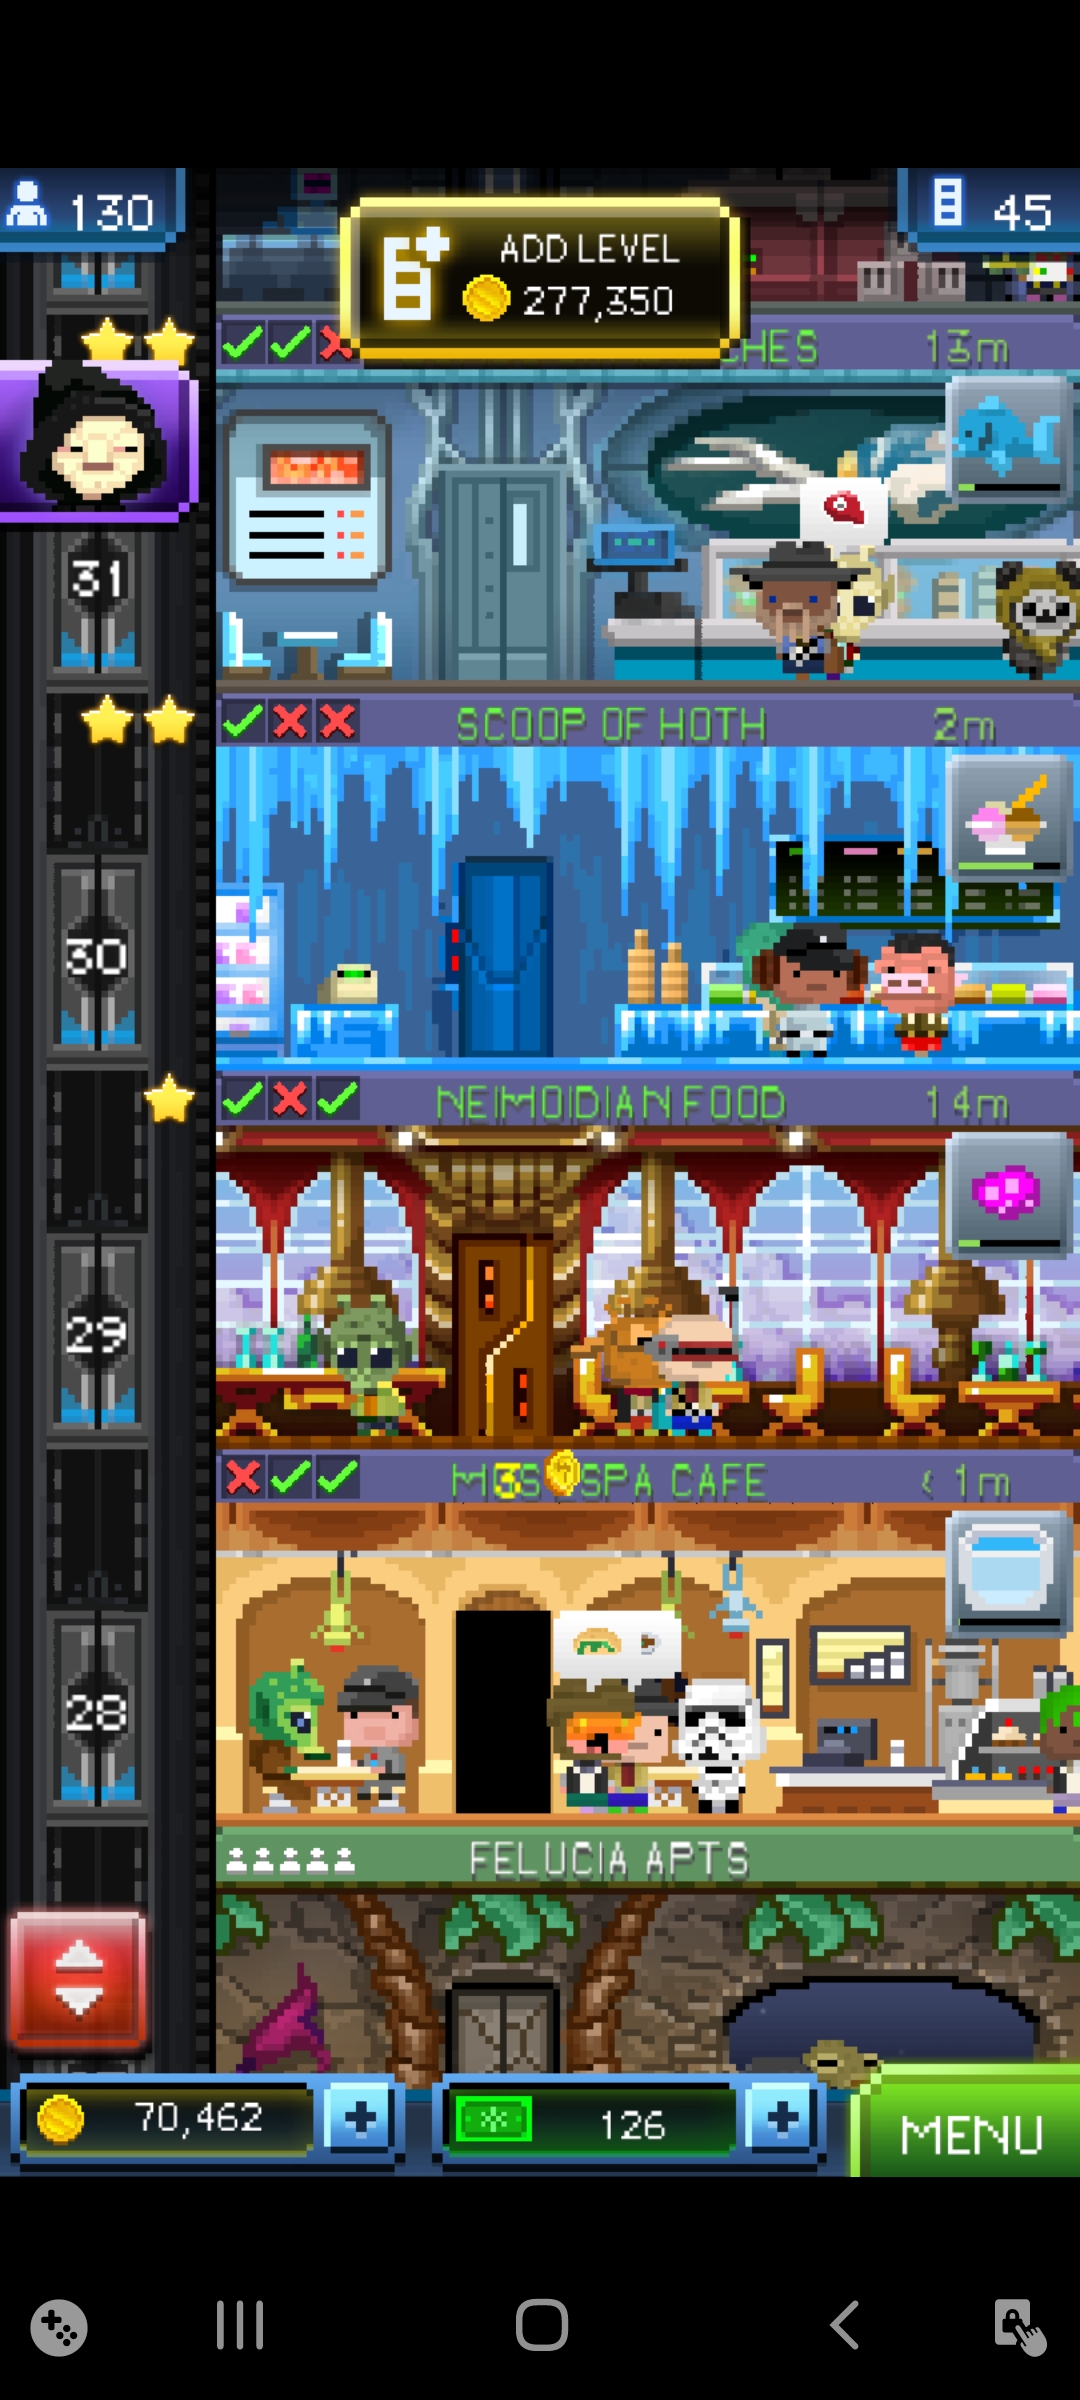 130
ADD LEVEL
277,350
45
CHES 13m
31
SCOOP OF HOTH 2m
30
NEIMOIDIAN FOOD 14m
29
3
SPA CAFE < 1m
28
FELUCIA APTS
70,462
126
MENU